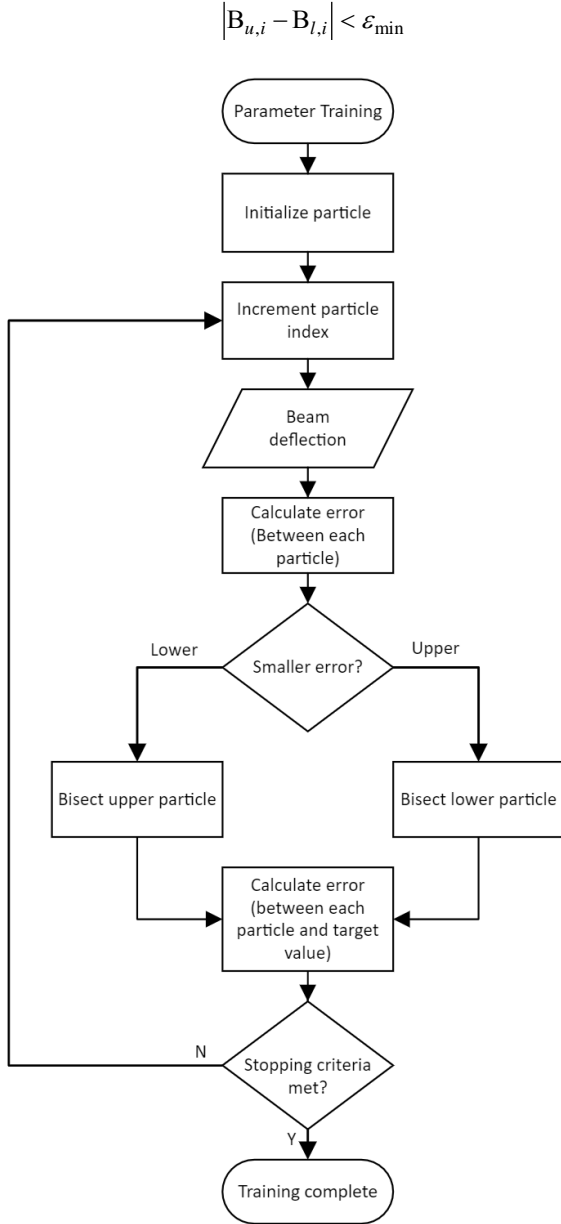 |B_{u,i} − B_{l,i}| < ε_min
Parameter Training
Initialize particle
Increment particle
index
Beam
deflection
Calculate error
(Between each
particle)
Lower
Smaller error?
Upper
Bisect upper particle
Bisect lower particle
Calculate error
(between each
particle and target
value)
N
Stopping criteria
met?
Y
Training complete